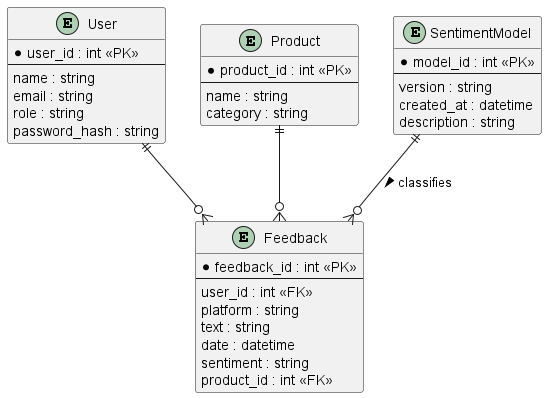 E User
user_id : int «PK»
name : string
email : string
role : string
password_hash : string
E Product
product_id : int «PK»
name : string
category : string
E SentimentModel
model_id : int «PK»
version : string
created_at : datetime
description : string
classifies
E Feedback
feedback_id : int «PK»
user_id : int «FK»
platform : string
text : string
date : datetime
sentiment : string
product_id : int «FK»